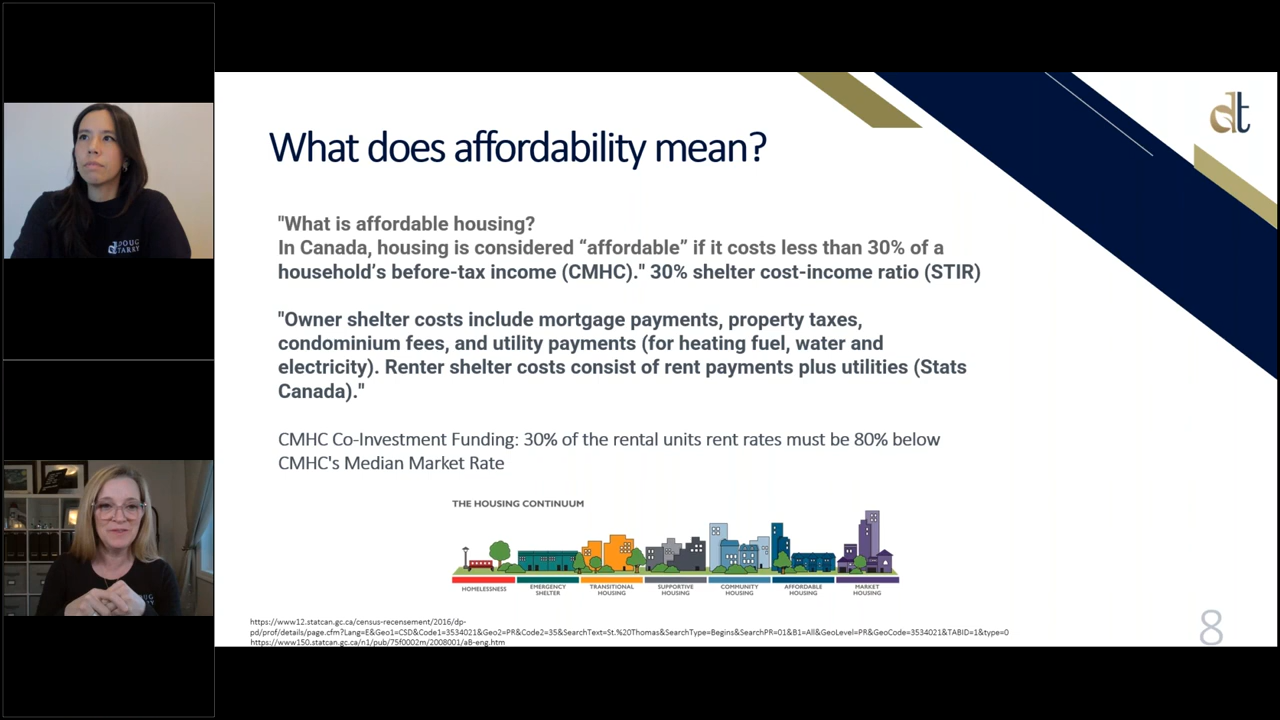 DOUG
TARRY
dt
What does affordability mean?
"What is affordable housing?
In Canada, housing is considered “affordable” if it costs less than 30% of a
household’s before-tax income (CMHC)." 30% shelter cost-income ratio (STIR)
"Owner shelter costs include mortgage payments, property taxes,
condominium fees, and utility payments (for heating fuel, water and
electricity). Renter shelter costs consist of rent payments plus utilities (Stats
Canada)."
CMHC Co-Investment Funding: 30% of the rental units rent rates must be 80% below
CMHC's Median Market Rate
THE HOUSING CONTINUUM
HOMELESSNESS
EMERGENCY
SHELTER
TRANSITIONAL
HOUSING
SUPPORTIVE
HOUSING
COMMUNITY
HOUSING
AFFORDABLE
HOUSING
MARKET
HOUSING
https://www12.statcan.gc.ca/census-recensement/2016/dp-
pd/prof/details/page.cfm?Lang=E&Geo1=CSD&Code1=3534021&Geo2=PR&Code2=35&SearchText=St.%20Thomas&SearchType=Begins&SearchPR=01&B1=All&GeoLevel=PR&GeoCode=3534021&TABID=1&type=0
https://www150.statcan.gc.ca/n1/pub/75f0002m/2008001/aB-eng.htm
8